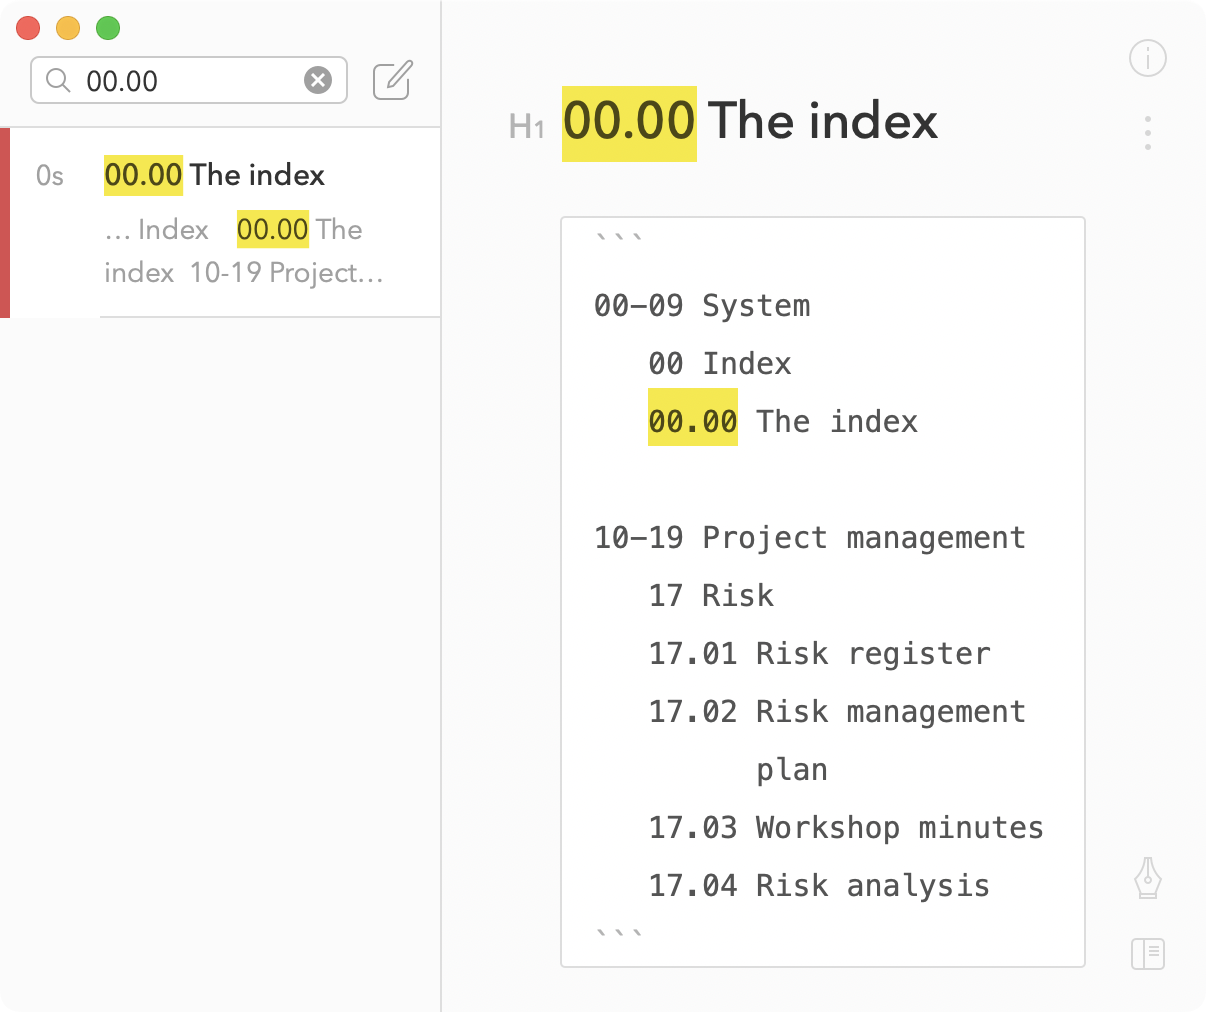 00.00
0s
00.00 The index
... Index 00.00 The
index 10-19 Project...
H1 00.00 The index
```
00-09 System
00 Index
00.00 The index
10-19 Project management
17 Risk
17.01 Risk register
17.02 Risk management
plan
17.03 Workshop minutes
17.04 Risk analysis
```